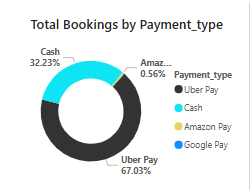 Total Bookings by Payment_type
Cash
32.23%
Amaz...
0.56%
Payment_type
Uber Pay
Cash
Amazon Pay
Google Pay
Uber Pay
67.03%